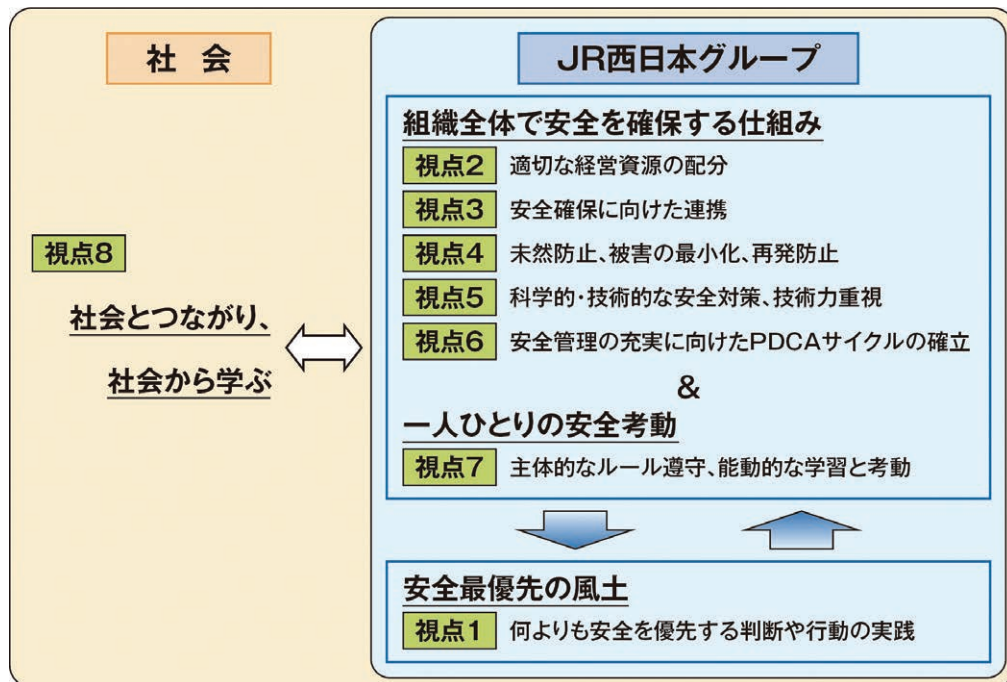 社 会
視点8
社会とつながり、
社会から学ぶ
JR西日本グループ
組織全体で安全を確保する仕組み
視点2 適切な経営資源の配分
視点3 安全確保に向けた連携
視点4 未然防止、被害の最小化、再発防止
視点5 科学的・技術的な安全対策、技術力重視
視点6 安全管理の充実に向けたPDCAサイクルの確立
&
一人ひとりの安全考動
視点7 主体的なルール遵守、能動的な学習と考動
安全最優先の風土
視点1 何よりも安全を優先する判断や行動の実践